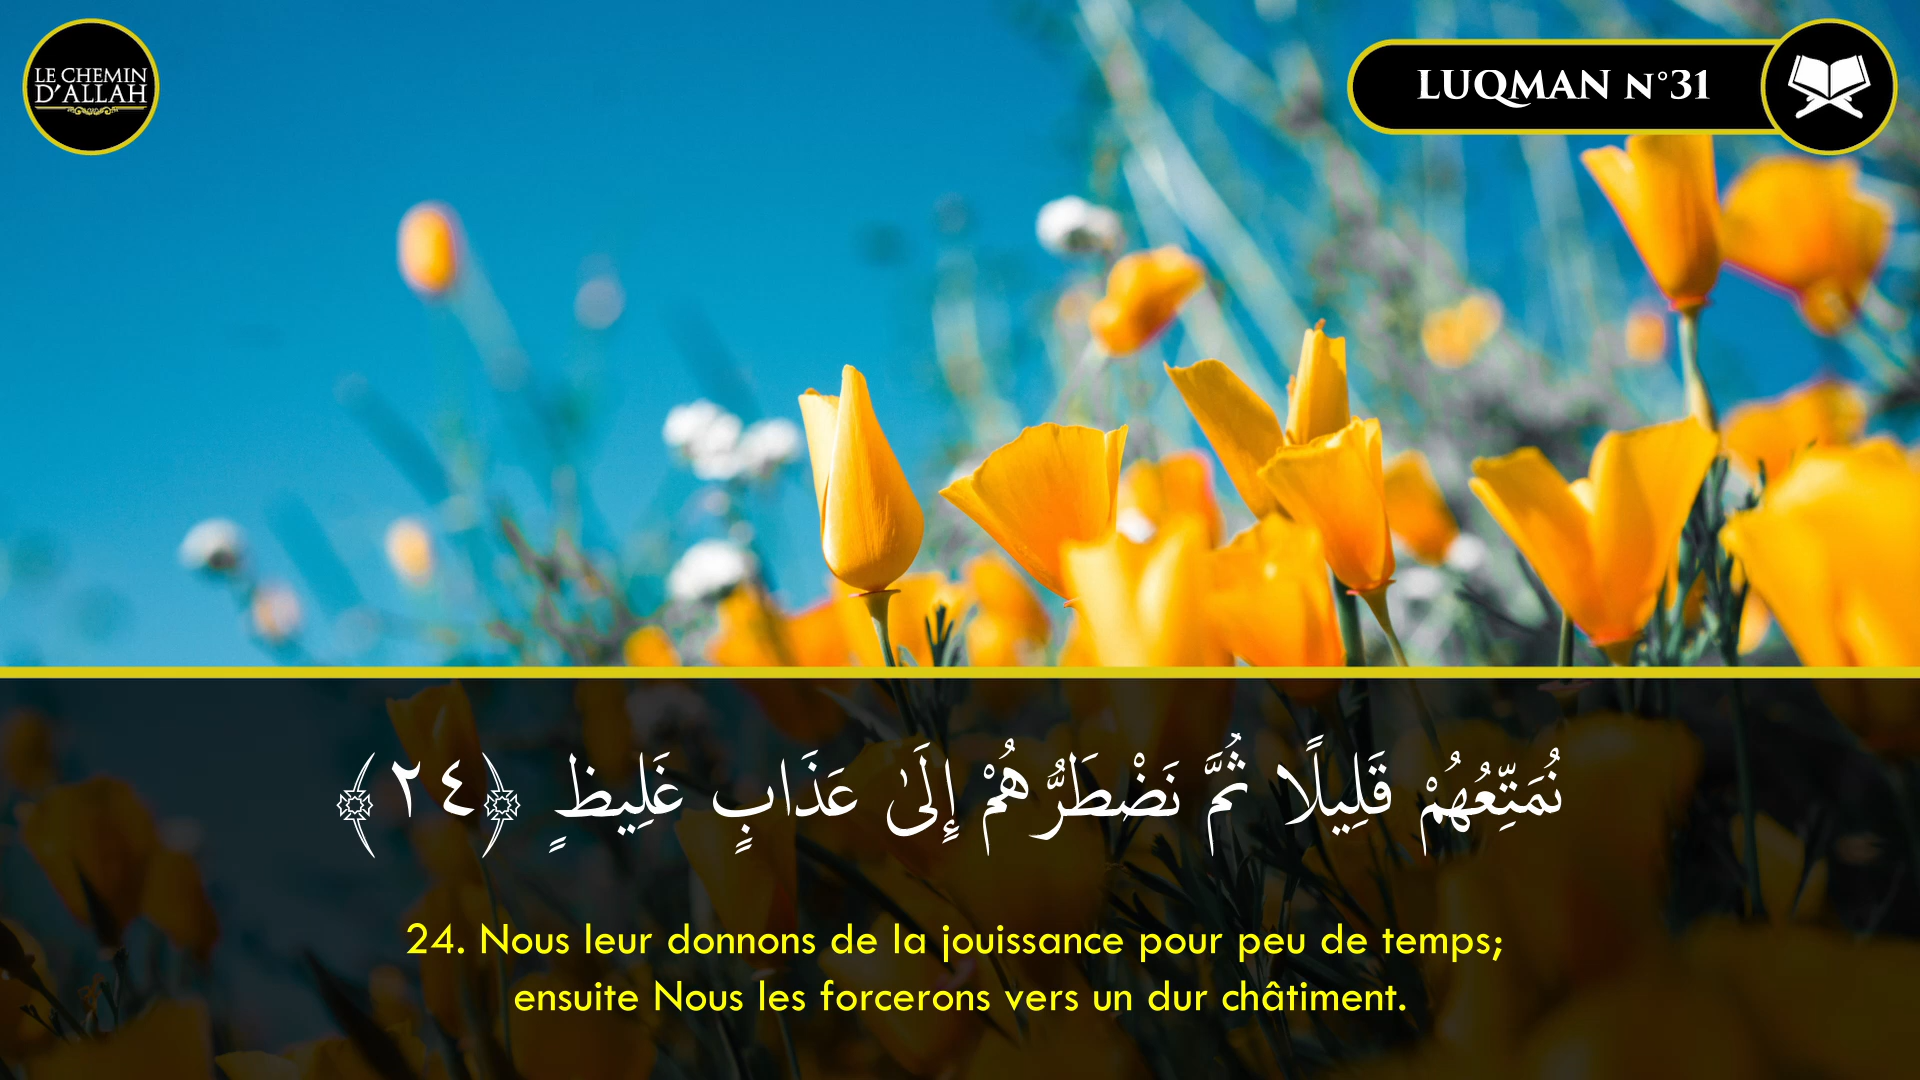 LE CHEMIN
D'ALLAH
LUQMAN N°31
نُمَتِّعُهُمْ قَلِيلًا ثُمَّ نَضْطَرُّهُمْ إِلَىٰ عَذَابٍ غَلِيظٍ ﴿٢٤﴾
24. Nous leur donnons de la jouissance pour peu de temps;
ensuite Nous les forcerons vers un dur châtiment.